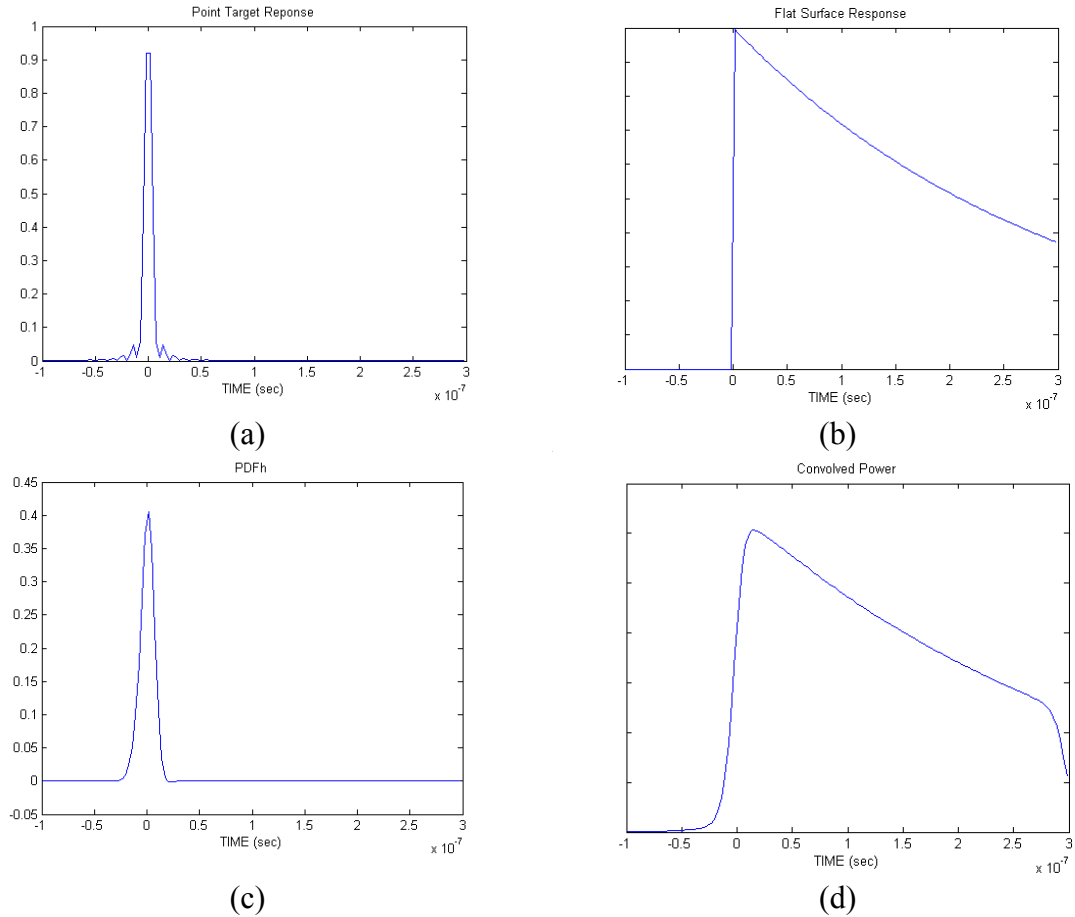 Point Target Reponse
1
0.9
0.8
0.7
0.6
0.5
0.4
0.3
0.2
0.1
0
-1 -0.5 0 0.5 1 1.5 2 2.5 3
TIME (sec)
x 10-7
(a)
Flat Surface Response
-1 -0.5 0 0.5 1 1.5 2 2.5 3
TIME (sec)
x 10-7
(b)
PDFh
0.45
0.4
0.35
0.3
0.25
0.2
0.15
0.1
0.05
0
-0.05
-1 -0.5 0 0.5 1 1.5 2 2.5 3
TIME (sec)
x 10-7
(c)
Convolved Power
-1 -0.5 0 0.5 1 1.5 2 2.5 3
TIME (sec)
x 10-7
(d)